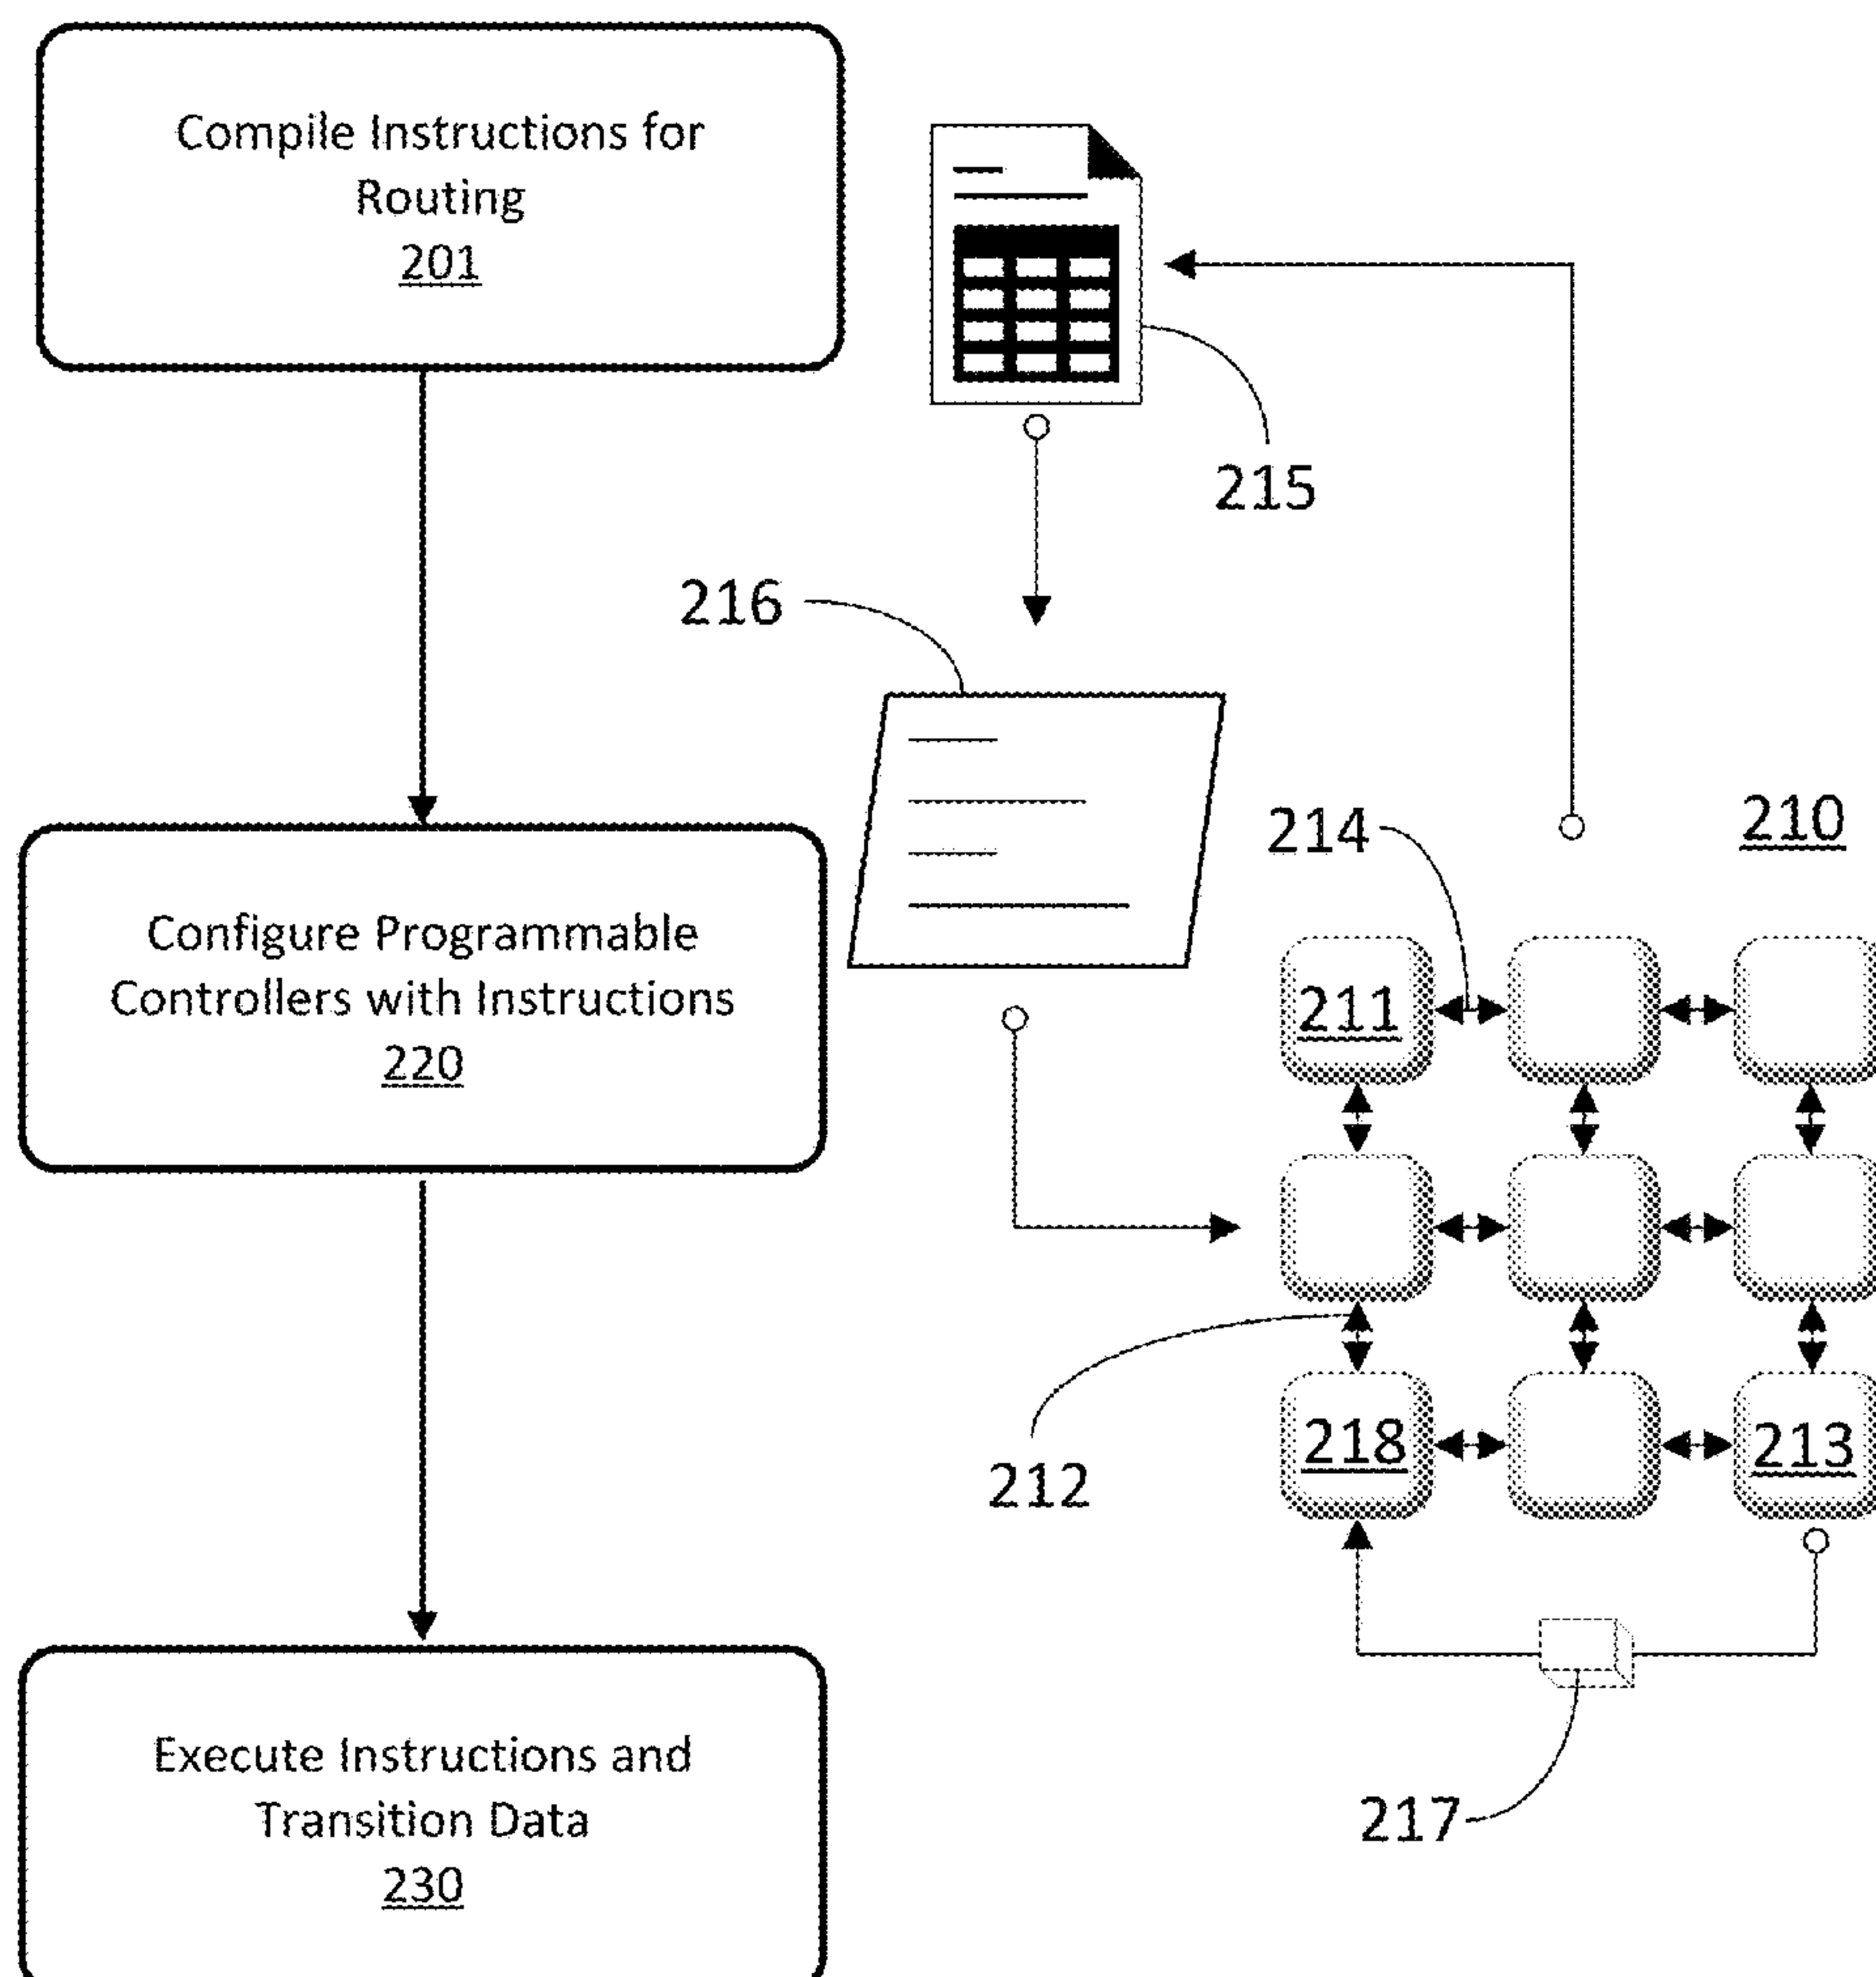 Compile Instructions for
Routing
201
215
216
214
210
Configure Programmable
Controllers with Instructions
220
211
212
218
213
Execute Instructions and
Transition Data
230
217